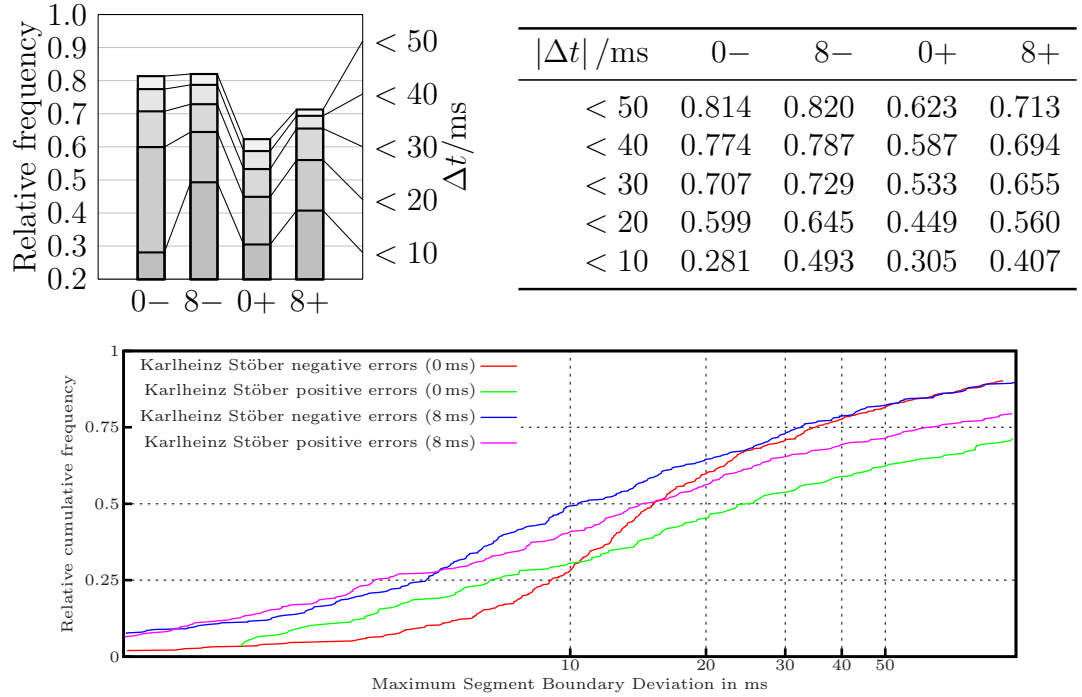 1.0
0.9
0.8
0.7
0.6
0.5
0.4
0.3
0.2
Relative frequency
0− 8− 0+ 8+
< 50
< 40
< 30
< 20
< 10
Δt/ms
|Δt| /ms 0− 8− 0+ 8+
< 50 0.814 0.820 0.623 0.713
< 40 0.774 0.787 0.587 0.694
< 30 0.707 0.729 0.533 0.655
< 20 0.599 0.645 0.449 0.560
< 10 0.281 0.493 0.305 0.407
Relative cumulative frequency
1
0.75
0.5
0.25
0
Karlheinz Stöber negative errors (0 ms)
Karlheinz Stöber positive errors (0 ms)
Karlheinz Stöber negative errors (8 ms)
Karlheinz Stöber positive errors (8 ms)
10 20 30 40 50
Maximum Segment Boundary Deviation in ms